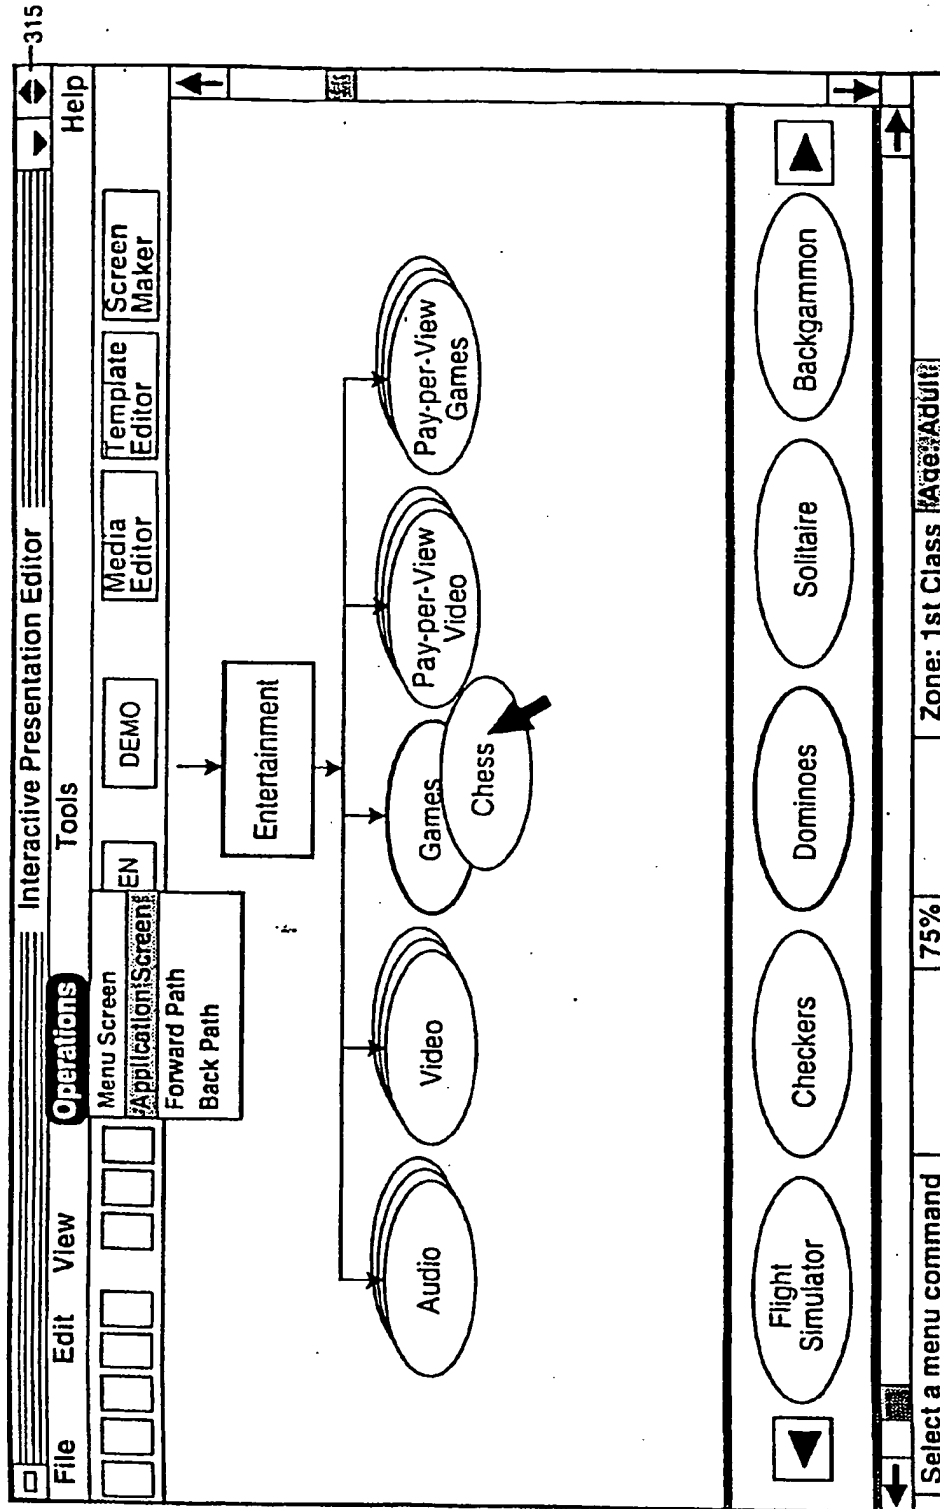 315
Interactive Presentation Editor
File Edit View Operations Tools Help
Menu Screen
Application Screen
Forward Path
Back Path
EN
DEMO
Media
Editor
Template
Editor
Screen
Maker
Entertainment
Audio
Video
Games
Chess
Pay-per-View
Video
Pay-per-View
Games
Flight
Simulator
Checkers
Dominoes
Solitaire
Backgammon
Select a menu command 75% Zone: 1st Class Age: Adult